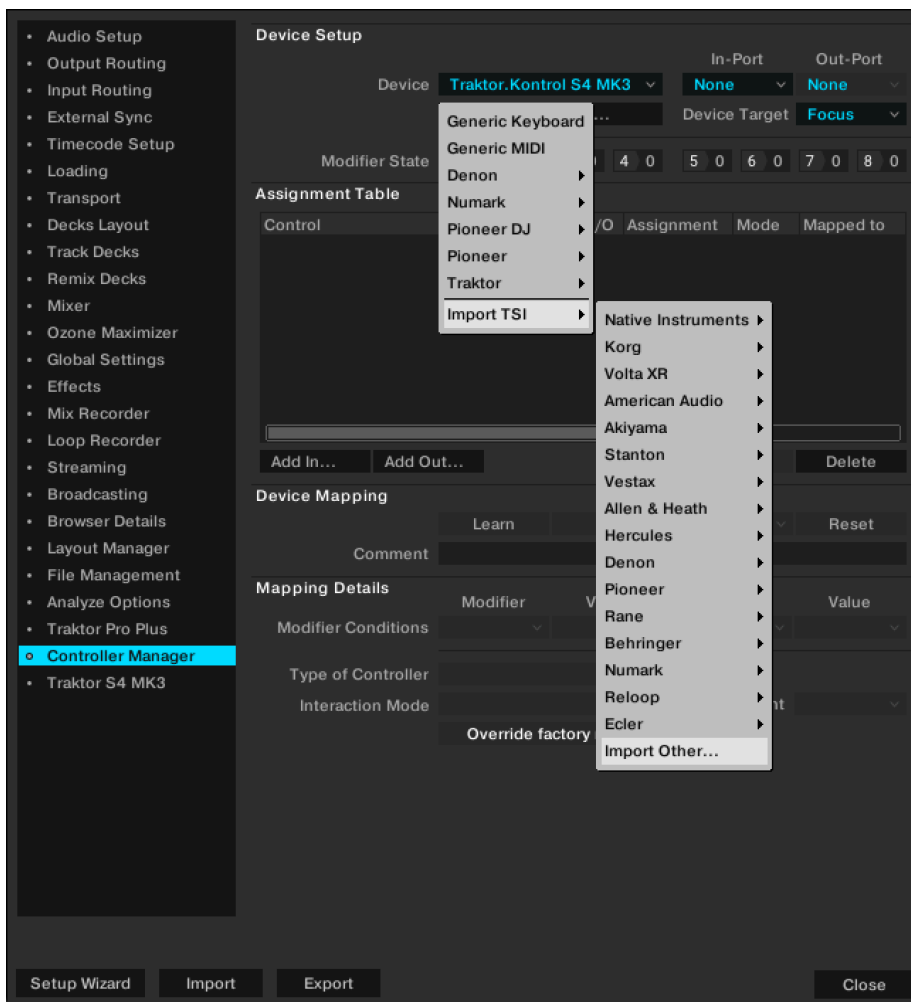 Audio Setup
Output Routing
Input Routing
External Sync
Timecode Setup
Loading
Transport
Decks Layout
Track Decks
Remix Decks
Mixer
Ozone Maximizer
Global Settings
Effects
Mix Recorder
Loop Recorder
Streaming
Broadcasting
Browser Details
Layout Manager
File Management
Analyze Options
Traktor Pro Plus
Controller Manager
Traktor S4 MK3
Device Setup
In-Port Out-Port
Device Traktor.Kontrol S4 MK3 None None
... Device Target Focus
Modifier State 4 0 5 0 6 0 7 0 8 0
Assignment Table
Control /O Assignment Mode Mapped to
Generic Keyboard
Generic MIDI
Denon
Numark
Pioneer DJ
Pioneer
Traktor
Import TSI
Native Instruments
Korg
Volta XR
American Audio
Akiyama
Stanton
Vestax
Allen & Heath
Hercules
Denon
Pioneer
Rane
Behringer
Numark
Reloop
Ecler
Import Other...
Add In... Add Out... Delete
Device Mapping
Learn Reset
Comment
Mapping Details
Modifier V Value
Modifier Conditions
Type of Controller
Interaction Mode nt
Override factory
Setup Wizard Import Export Close